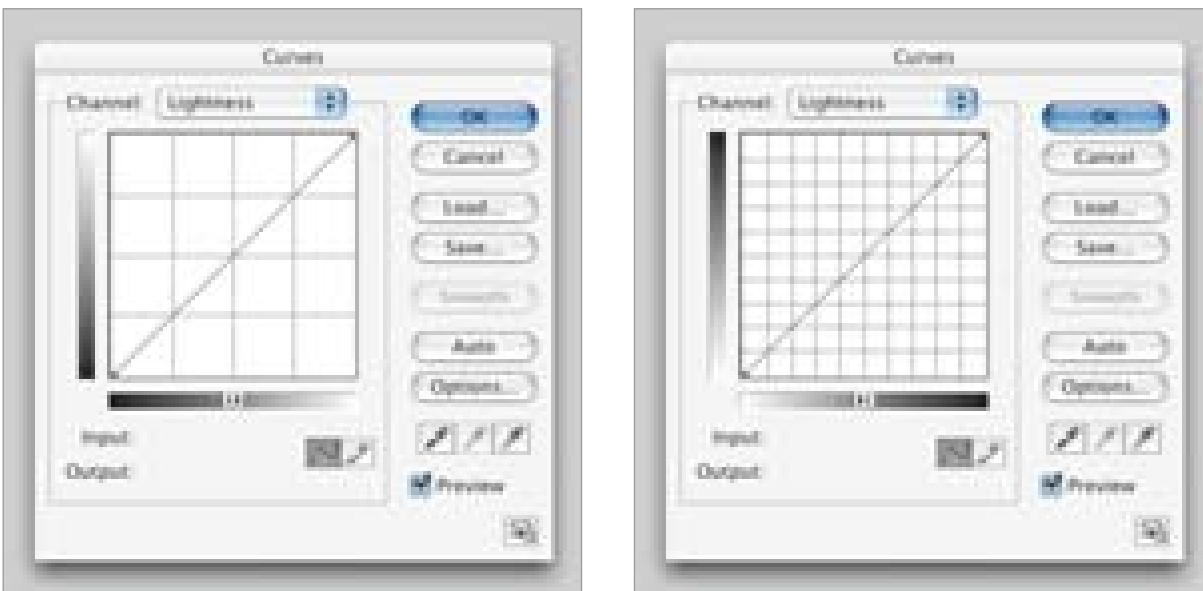 Curves
Channel: Lightness
OK
Cancel
Load...
Save...
Smooth
Auto
Options...
Input:
Output:
Preview
Curves
Channel: Lightness
OK
Cancel
Load...
Save...
Smooth
Auto
Options...
Input:
Output:
Preview